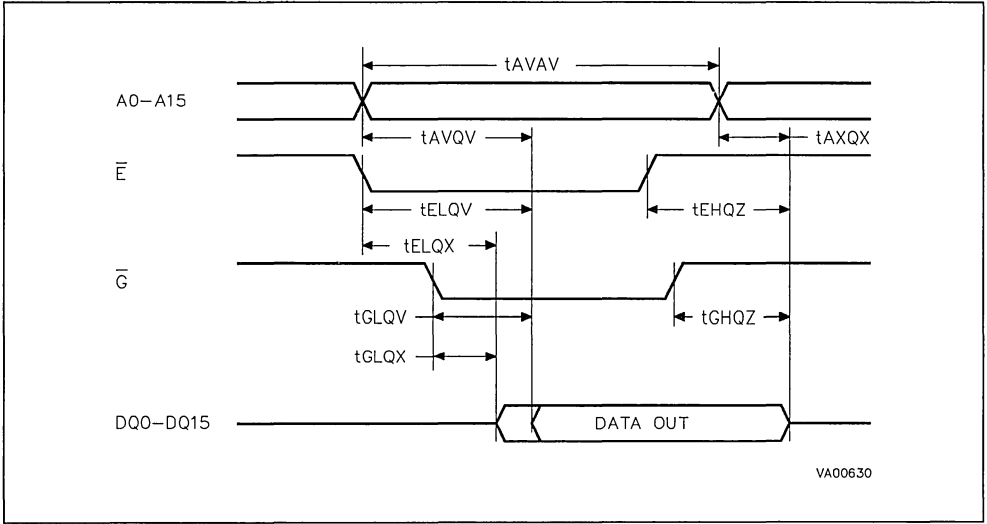 tAVAV
A0−A15
tAVQV
tAXQX
E
tELQV
tEHQZ
tELQX
G
tGLQV
tGHQZ
tGLQX
DQ0−DQ15
DATA OUT
VA00630